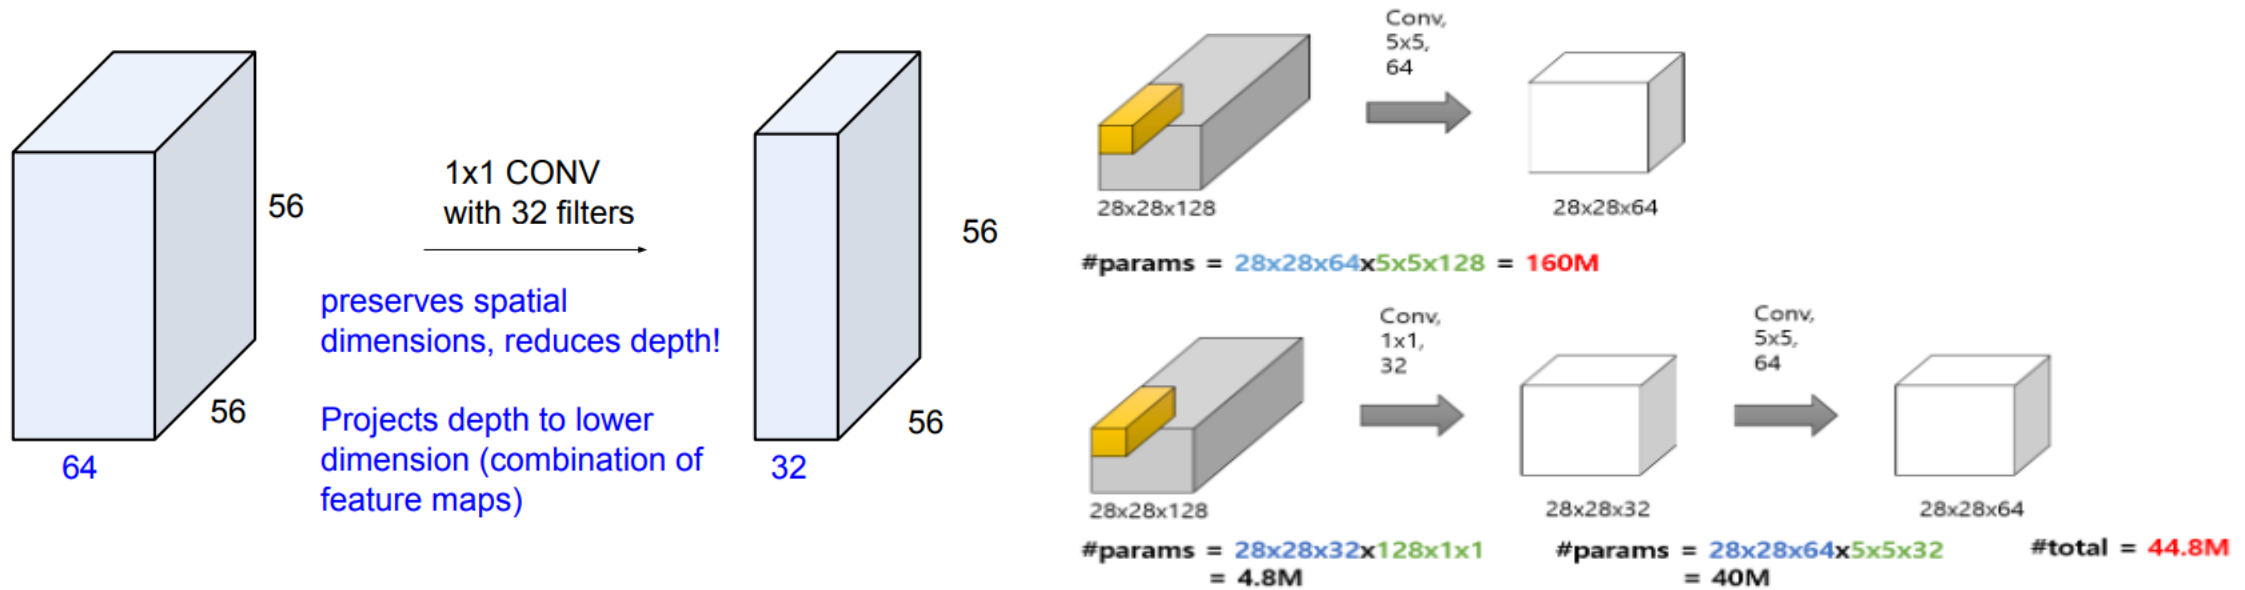 56
1x1 CONV
with 32 filters
preserves spatial
dimensions, reduces depth!
Projects depth to lower
dimension (combination of
feature maps)
56
64
56
56
32
Conv,
5x5,
64
28x28x128
28x28x64
#params = 28x28x64x5x5x128 = 160M
Conv,
1x1,
32
Conv,
5x5,
64
28x28x128
28x28x32
28x28x64
#params = 28x28x32x128x1x1
= 4.8M
#params = 28x28x64x5x5x32
= 40M
#total = 44.8M